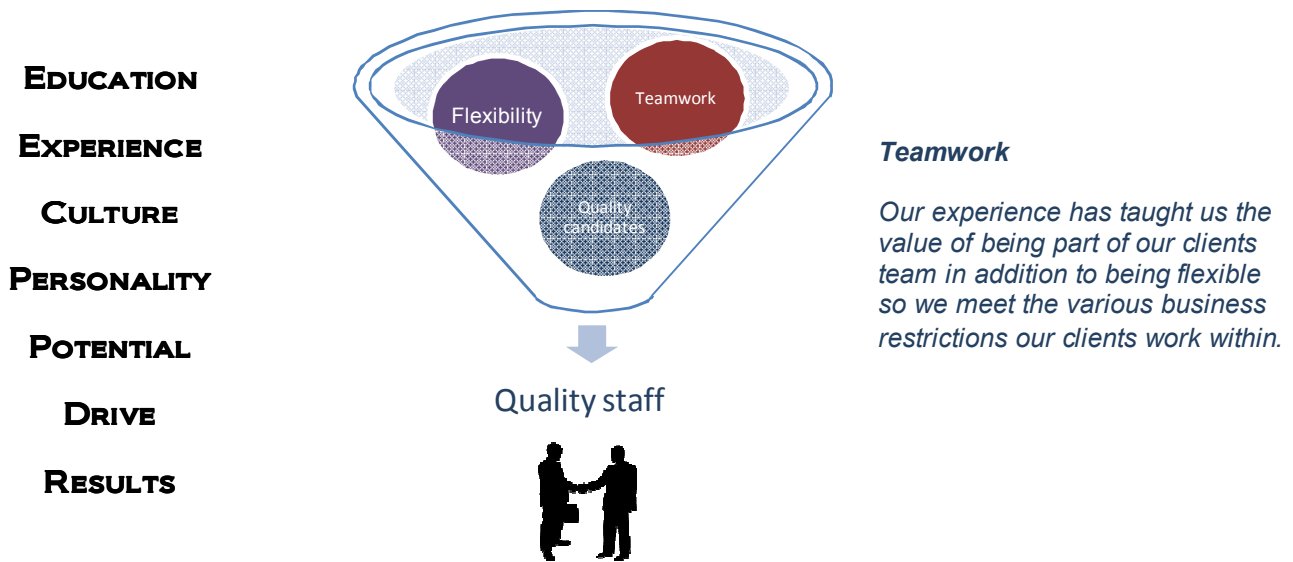 EDUCATION
EXPERIENCE
CULTURE
PERSONALITY
POTENTIAL
DRIVE
RESULTS
Flexibility
Teamwork
Quality
candidates
Quality staff
Teamwork
Our experience has taught us the
value of being part of our clients
team in addition to being flexible
so we meet the various business
restrictions our clients work within.